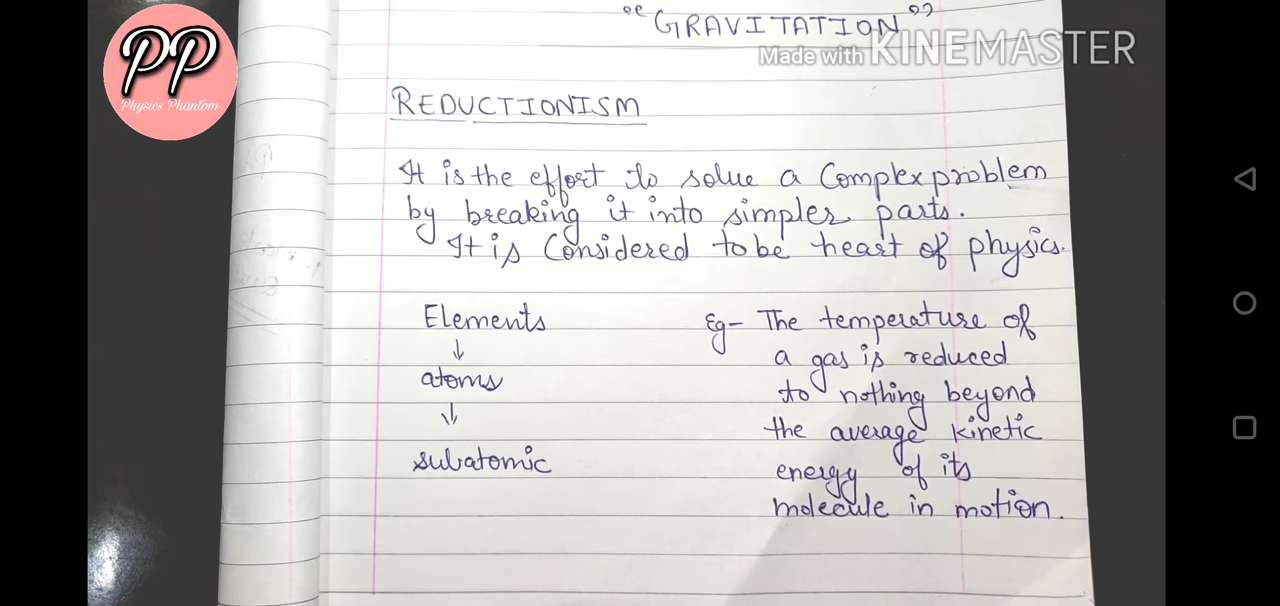 "GRAVITATION"
Made with KINEMASTER
PP
Physics Phantom
REDUCTIONISM
It is the effort to solve a Complex problem
by breaking it into simpler parts.
It is Considered to be heart of physics.
Elements
↓
atoms
↓
subatomic
Eg- The temperature of
a gas is reduced
to nothing beyond
the average kinetic
energy of its
molecule in motion.